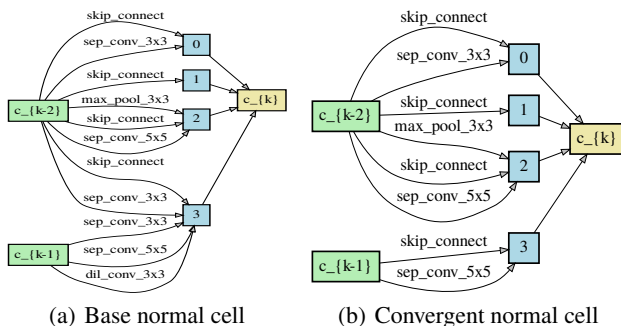 skip_connect
sep_conv_3x3
0
skip_connect
1
max_pool_3x3
c_{k-2}
skip_connect
2
sep_conv_5x5
c_{k}
skip_connect
sep_conv_3x3
sep_conv_3x3
3
c_{k-1}
sep_conv_5x5
dil_conv_3x3
(a) Base normal cell
skip_connect
sep_conv_3x3
0
skip_connect
1
c_{k-2}
max_pool_3x3
c_{k}
skip_connect
2
sep_conv_5x5
skip_connect
3
c_{k-1}
sep_conv_5x5
(b) Convergent normal cell